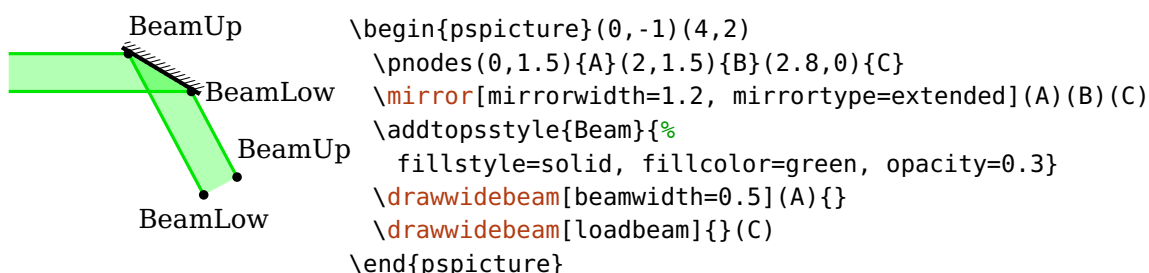 BeamUp
BeamLow
BeamUp
BeamLow
\begin{pspicture}(0,-1)(4,2)
\pnodes(0,1.5){A}(2,1.5){B}(2.8,0){C}
\mirror[mirrorwidth=1.2, mirrortype=extended](A)(B)(C)
\addtopsstyle{Beam}{%
fillstyle=solid, fillcolor=green, opacity=0.3}
\drawwidebeam[beamwidth=0.5](A){}
\drawwidebeam[loadbeam]{}(C)
\end{pspicture}